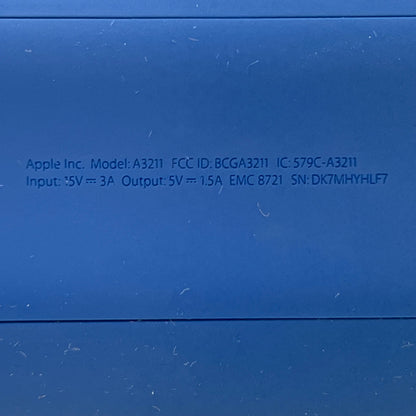 Apple Inc. Model: A3211 FCC ID: BCGA3211 IC: 579C-A3211
Input: 15V ⎓ 3A Output: 5V ⎓ 1.5A EMC 8721 SN: DK7MHYHLF7